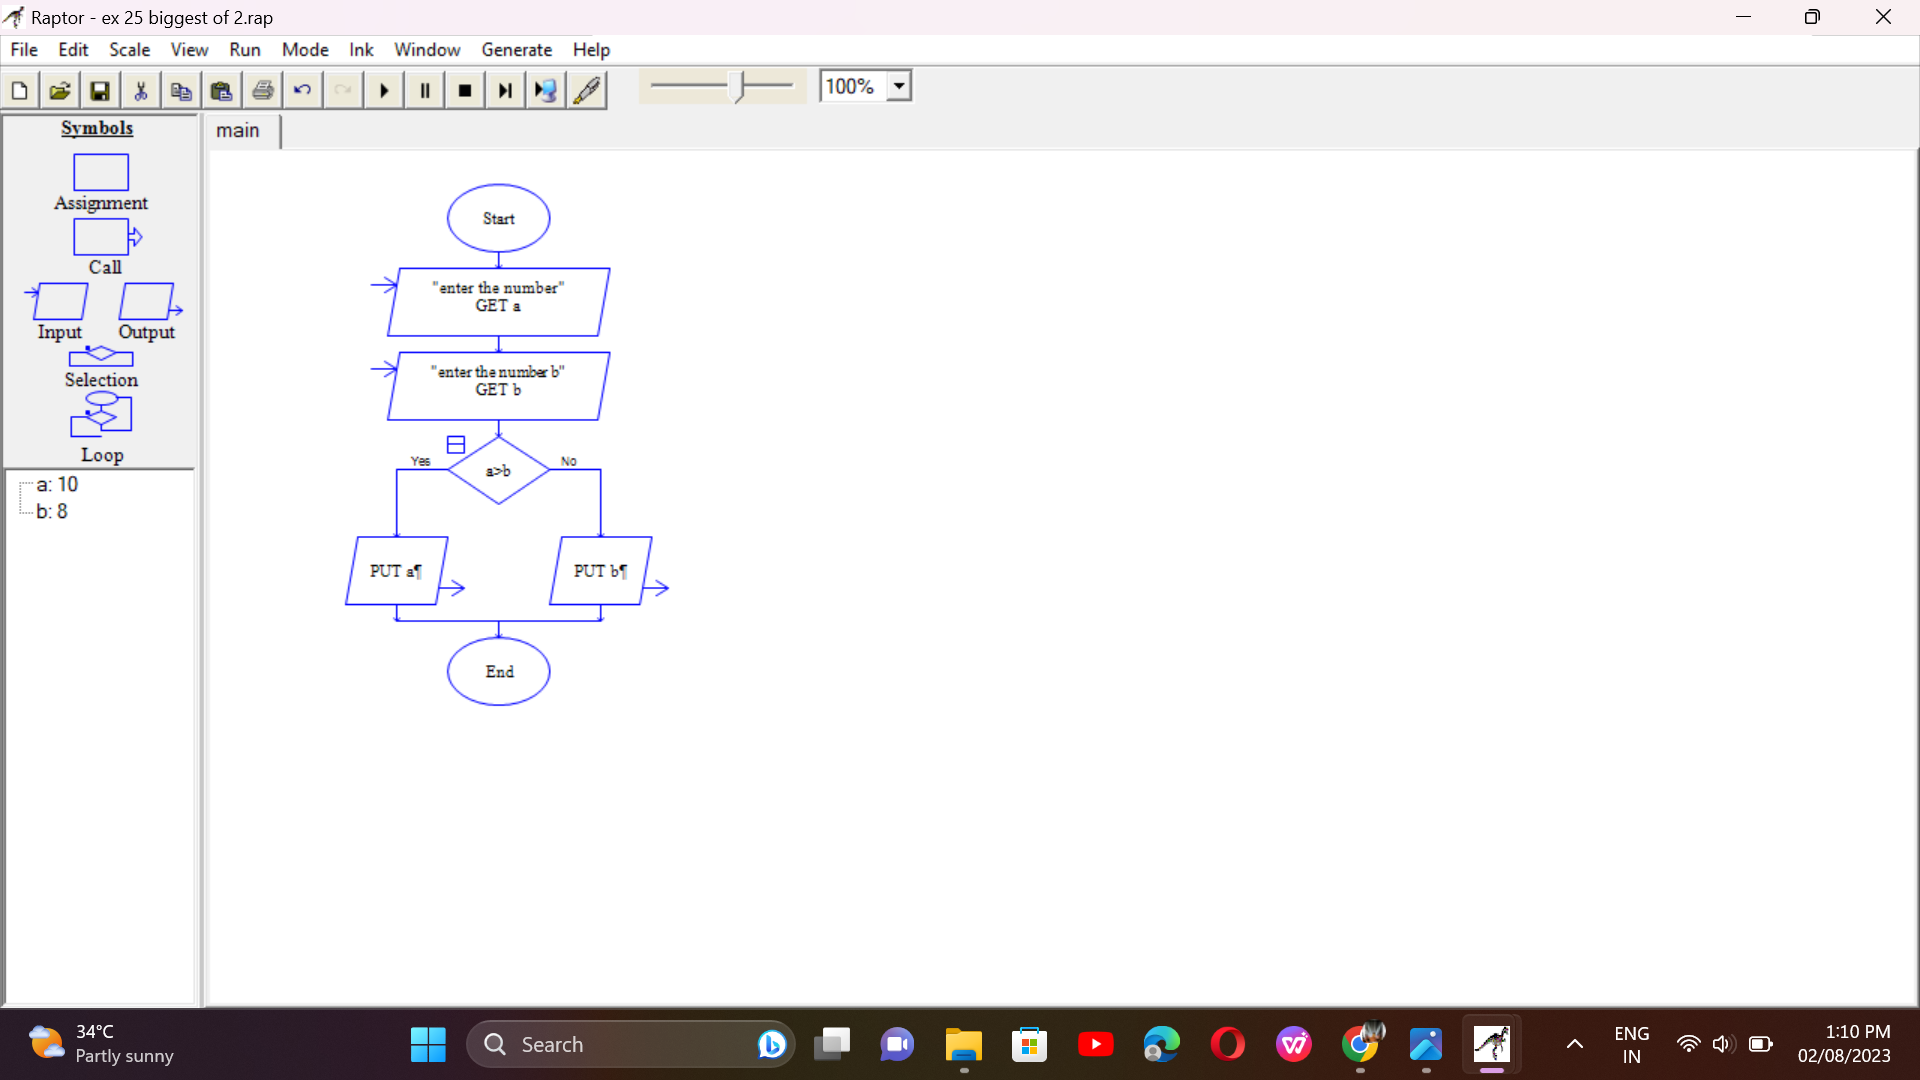 Raptor - ex 25 biggest of 2.rap
File Edit Scale View Run Mode Ink Window Generate Help
100%
Symbols
Assignment
Call
Input Output
Selection
Loop
a: 10
b: 8
main
Start
"enter the number"
GET a
"enter the number b"
GET b
Yes a>b No
PUT a¶ PUT b¶
End
34°C
Partly sunny
Search
ENG
IN
1:10 PM
02/08/2023